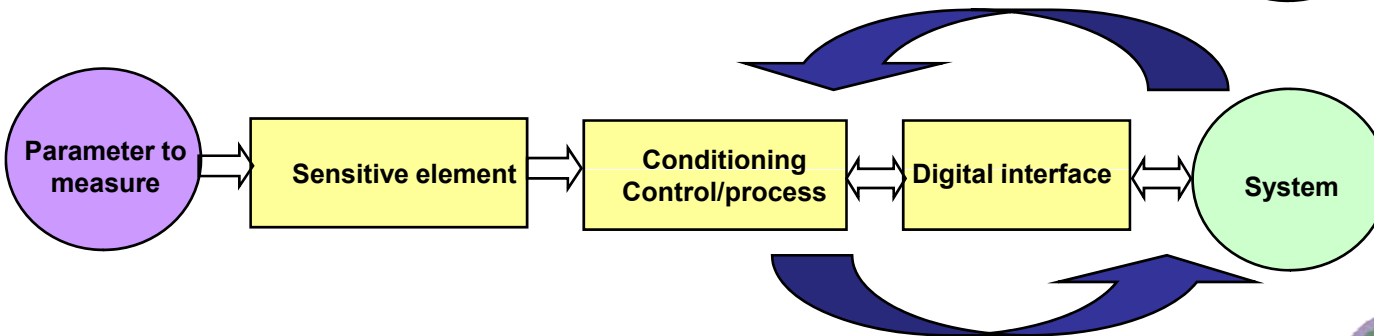 Parameter to
measure
Sensitive element
Conditioning
Control/process
Digital interface
System